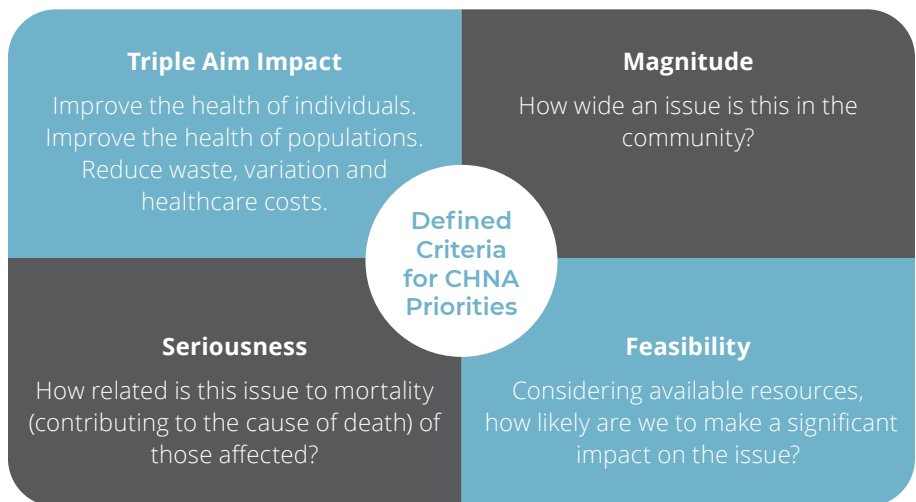 Triple Aim Impact
Improve the health of individuals.
Improve the health of populations.
Reduce waste, variation and
healthcare costs.
Magnitude
How wide an issue is this in the
community?
Defined
Criteria
for CHNA
Priorities
Seriousness
How related is this issue to mortality
(contributing to the cause of death) of
those affected?
Feasibility
Considering available resources,
how likely are we to make a significant
impact on the issue?